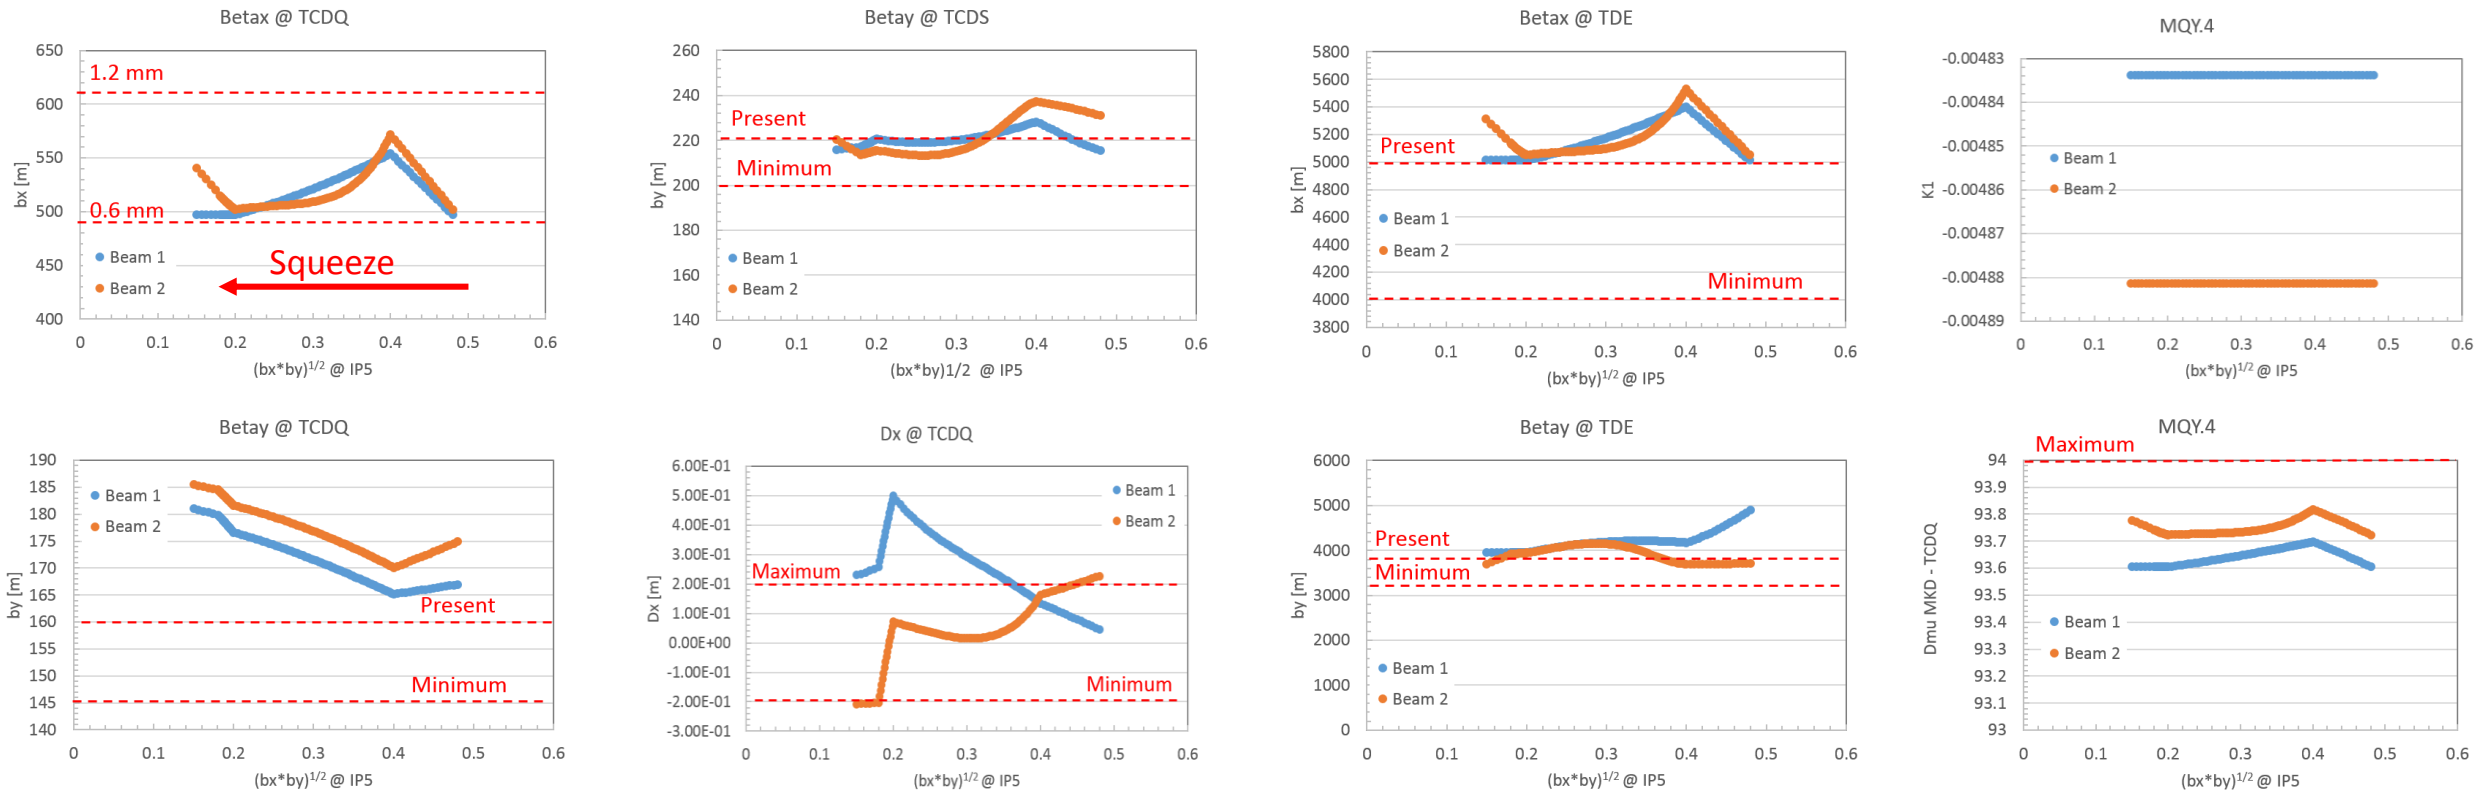 Betax @ TCDQ
650
600
550
500
450
400
bx [m]
1.2 mm
0.6 mm
Beam 1
Squeeze
Beam 2
0 0.1 0.2 0.3 0.4 0.5 0.6
(bx*by)1/2 @ IP5
Betay @ TCDS
260
240
220
200
180
160
140
by [m]
Present
Minimum
Beam 1
Beam 2
0 0.1 0.2 0.3 0.4 0.5 0.6
(bx*by)1/2 @ IP5
Betax @ TDE
5800
5600
5400
5200
5000
4800
4600
4400
4200
4000
3800
bx [m]
Present
Beam 1
Beam 2
Minimum
0 0.1 0.2 0.3 0.4 0.5 0.6
(bx*by)1/2 @ IP5
MQY.4
-0.00483
-0.00484
-0.00485
-0.00486
-0.00487
-0.00488
-0.00489
K1
Beam 1
Beam 2
0 0.1 0.2 0.3 0.4 0.5 0.6
(bx*by)1/2 @ IP5
Betay @ TCDQ
190
185
180
175
170
165
160
155
150
145
140
by [m]
Beam 1
Beam 2
Present
Minimum
0 0.1 0.2 0.3 0.4 0.5 0.6
(bx*by)1/2 @ IP5
Dx @ TCDQ
6.00E-01
5.00E-01
4.00E-01
3.00E-01
2.00E-01
1.00E-01
0.00E+00
-1.00E-01
-2.00E-01
-3.00E-01
Dx [m]
Beam 1
Beam 2
Maximum
Minimum
0 0.1 0.2 0.3 0.4 0.5 0.6
(bx*by)1/2 @ IP5
Betay @ TDE
6000
5000
4000
3000
2000
1000
0
by [m]
Present
Minimum
Beam 1
Beam 2
0 0.1 0.2 0.3 0.4 0.5 0.6
(bx*by)1/2 @ IP5
MQY.4
Maximum
94
93.9
93.8
93.7
93.6
93.5
93.4
93.3
93.2
93.1
93
Dmu MKD - TCDQ
Beam 1
Beam 2
0 0.1 0.2 0.3 0.4 0.5 0.6
(bx*by)1/2 @ IP5